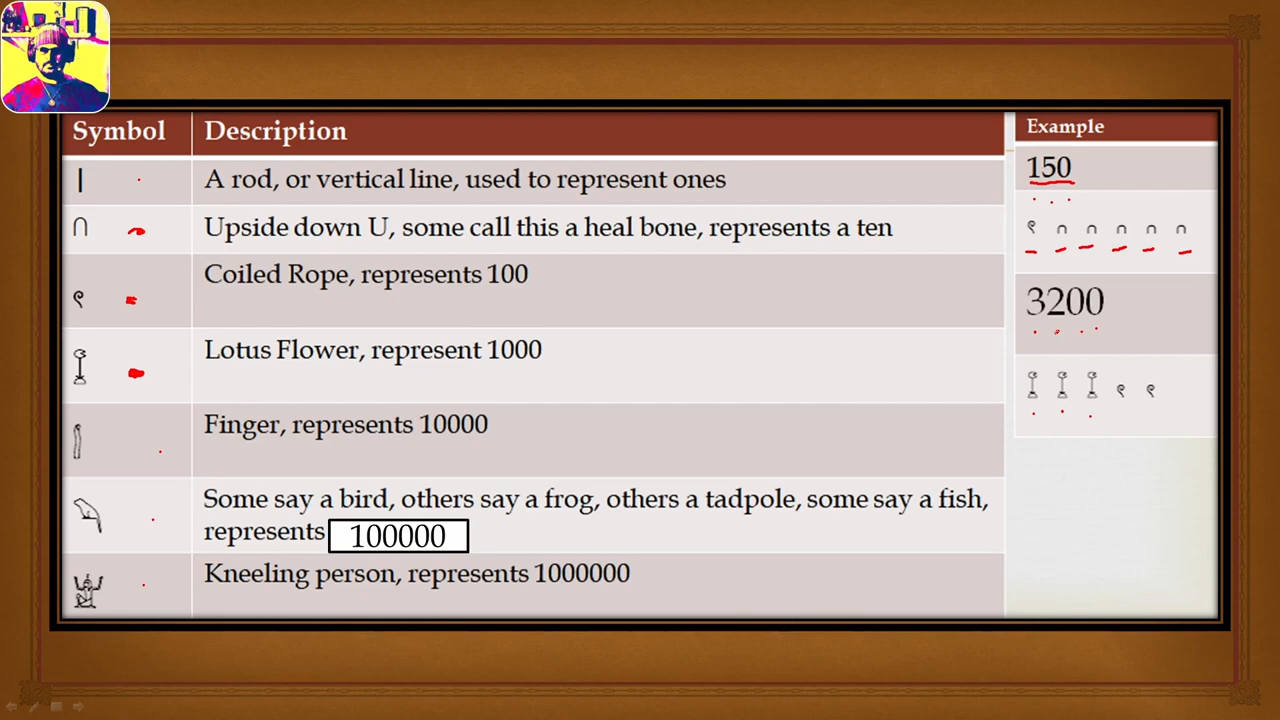 Symbol Description
A rod, or vertical line, used to represent ones
Upside down U, some call this a heal bone, represents a ten
Coiled Rope, represents 100
Lotus Flower, represent 1000
Finger, represents 10000
Some say a bird, others say a frog, others a tadpole, some say a fish,
represents 100000
Kneeling person, represents 1000000
Example
150
3200